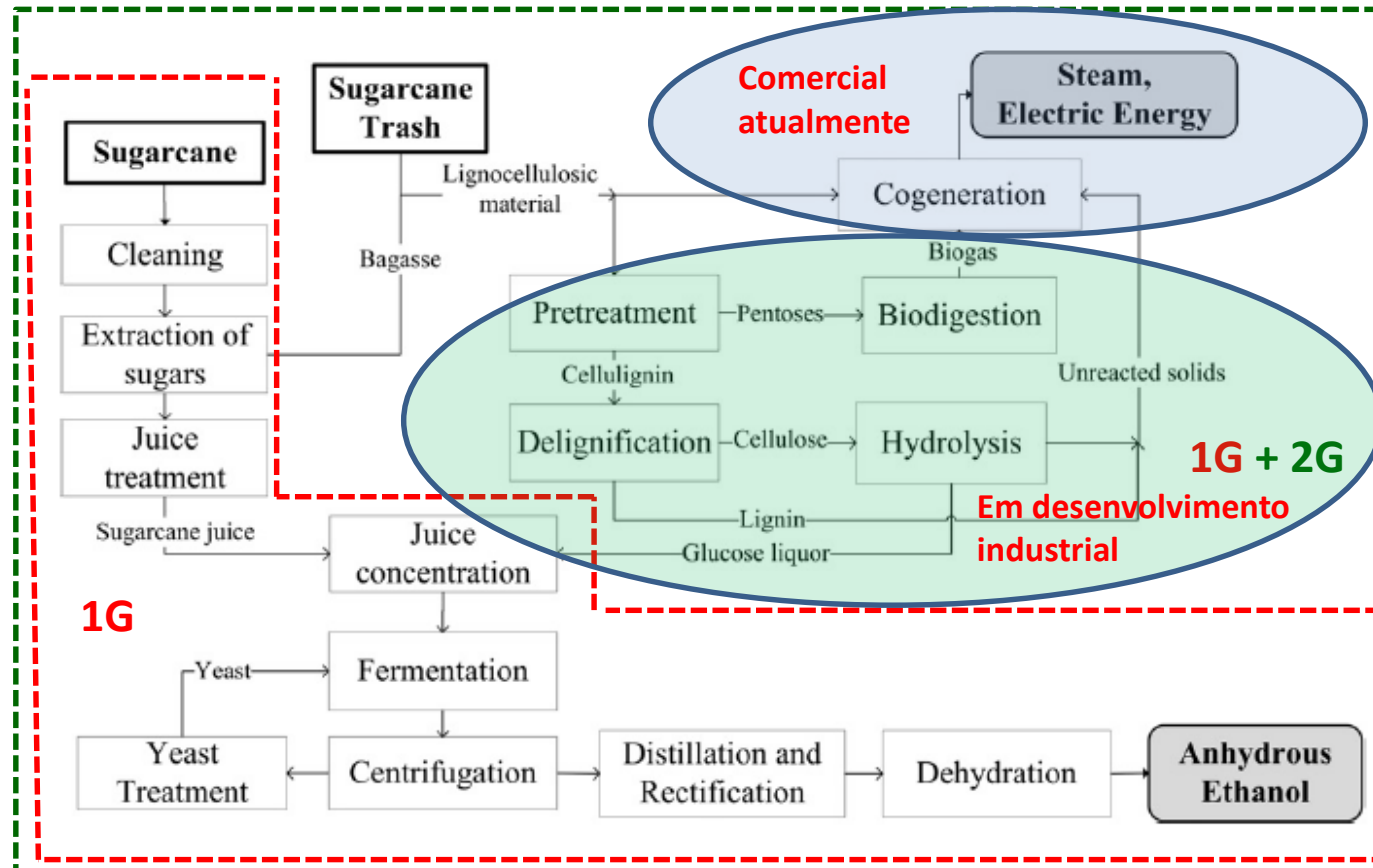 Sugarcane
Trash
Comercial
atualmente
Steam,
Electric Energy
Sugarcane
Lignocellulosic
material
Cogeneration
Cleaning
Bagasse
Biogas
Pretreatment
Pentoses
Biodigestion
Extraction of
sugars
Cellulignin
Unreacted solids
Juice
treatment
Delignification
Cellulose
Hydrolysis
1G + 2G
Lignin
Em desenvolvimento
industrial
Sugarcane juice
Juice
concentration
Glucose liquor
1G
Yeast
Fermentation
Yeast
Treatment
Centrifugation
Distillation and
Rectification
Dehydration
Anhydrous
Ethanol